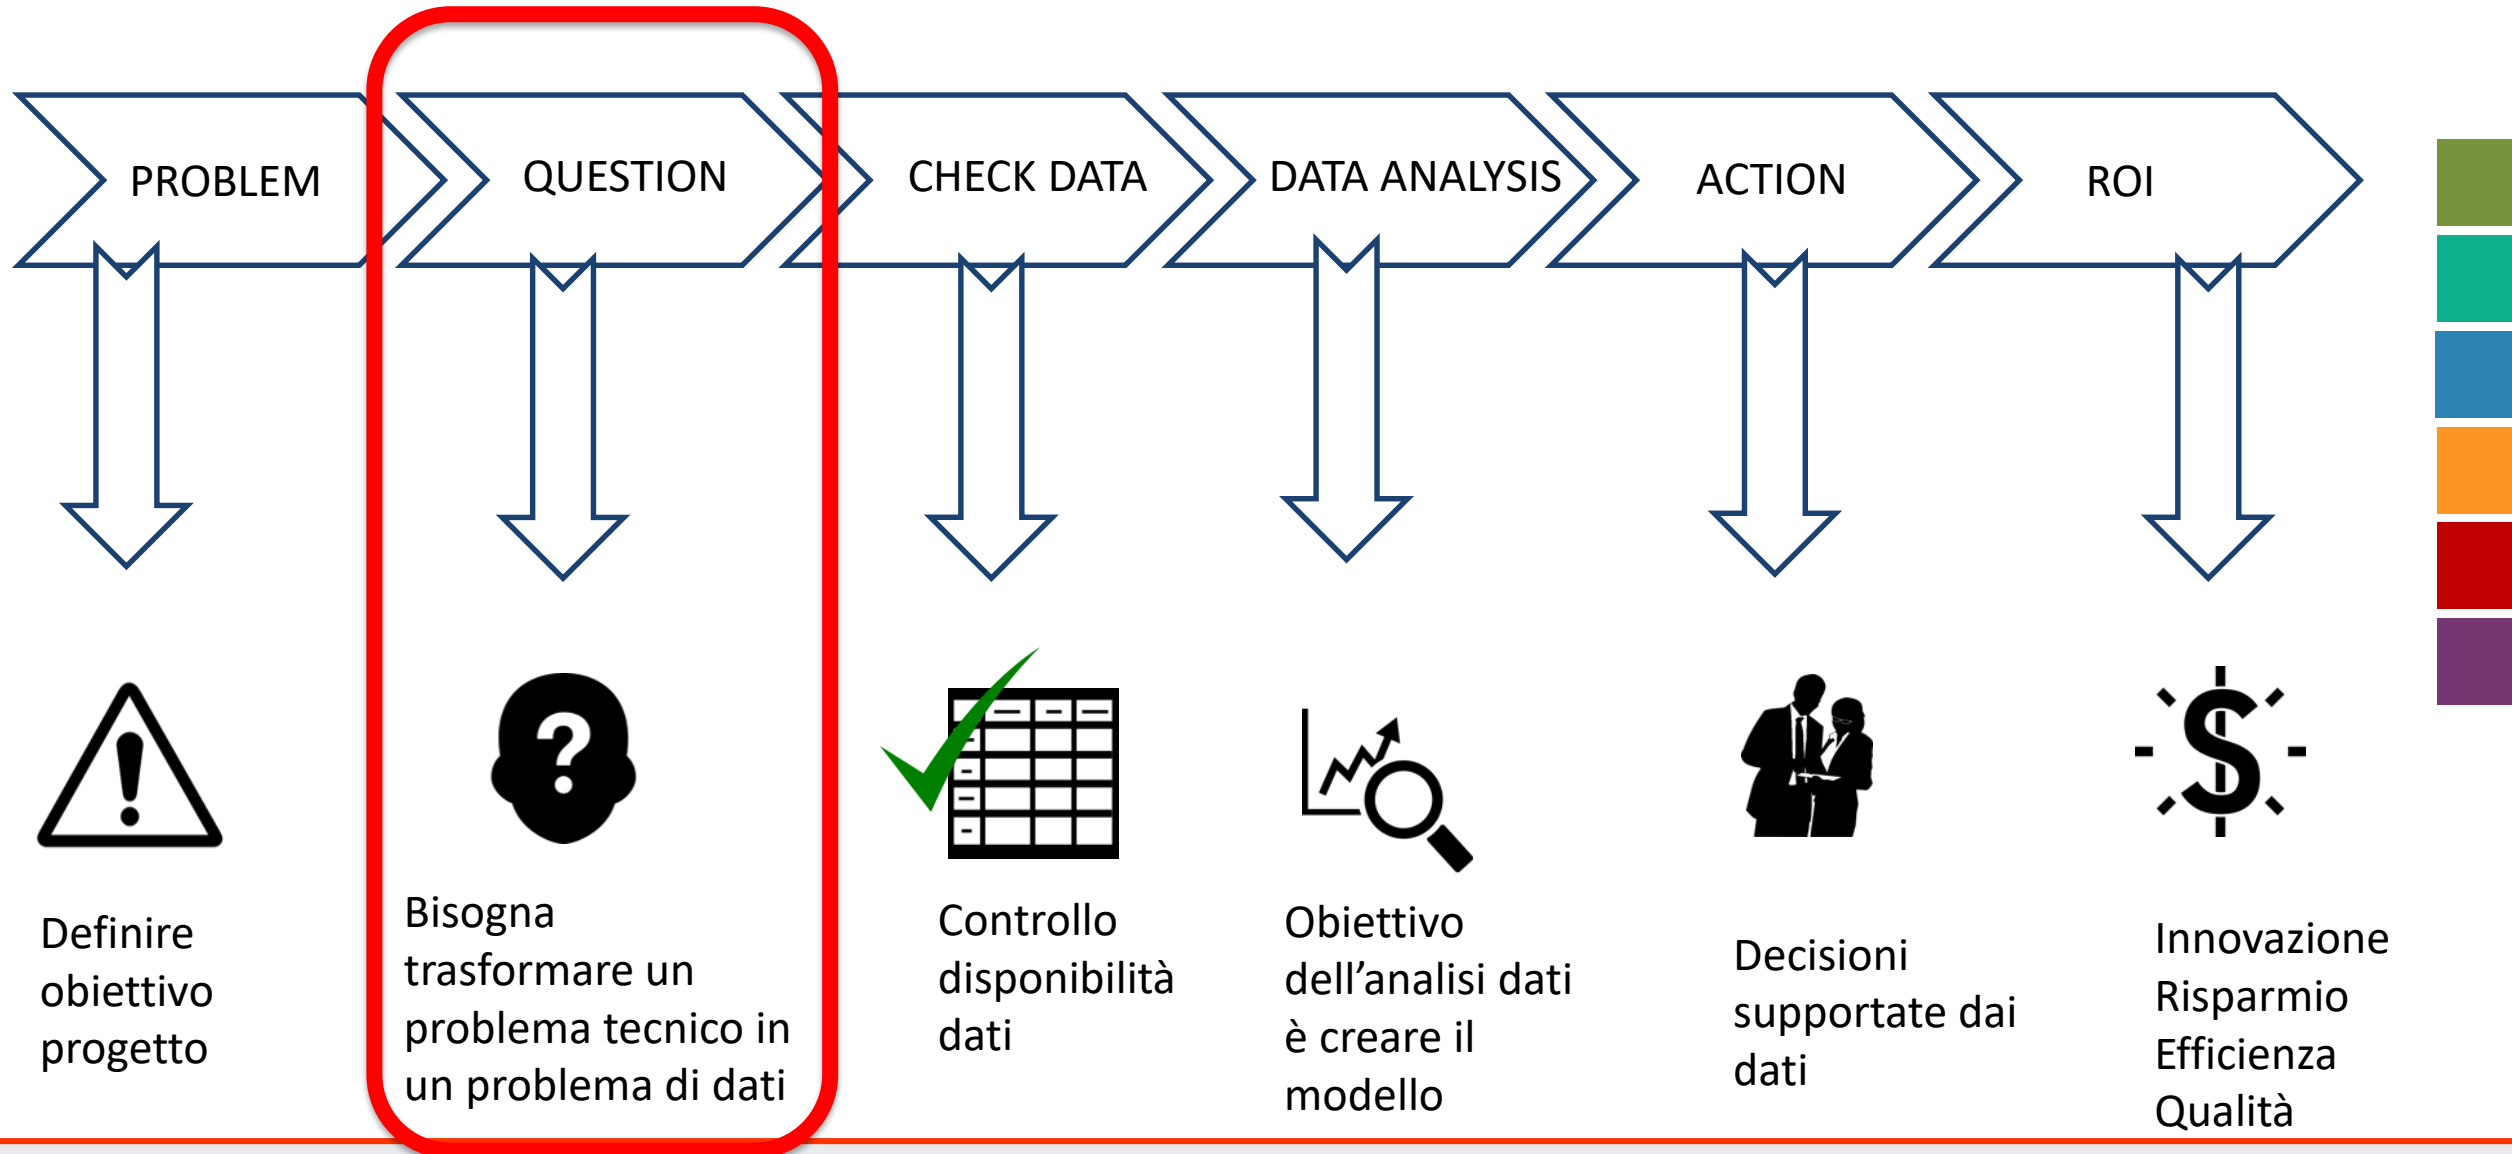 PROBLEM
QUESTION
CHECK DATA
DATA ANALYSIS
ACTION
ROI
?
!
$
Definire
obiettivo
progetto
Bisogna
trasformare un
problema tecnico in
un problema di dati
Controllo
disponibilità
dati
Obiettivo
dell’analisi dati
è creare il
modello
Decisioni
supportate dai
dati
Innovazione
Risparmio
Efficienza
Qualità